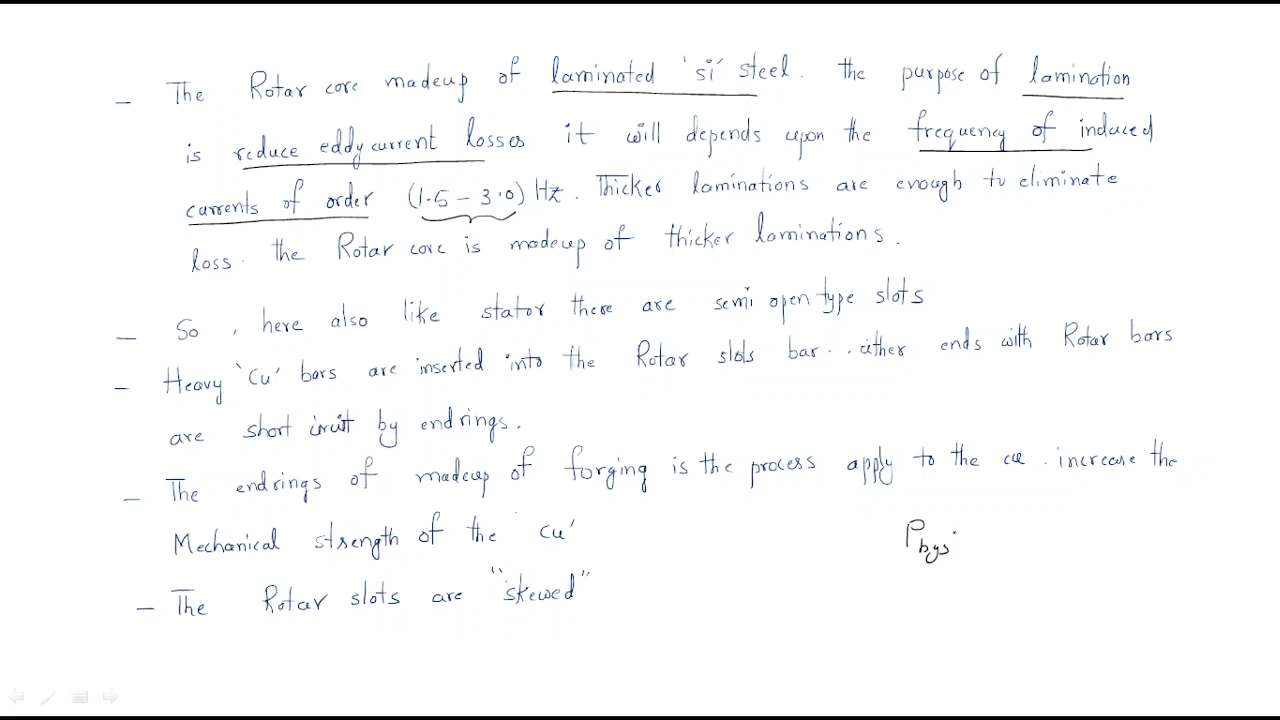 - The Rotar core madeup of laminated 'si' steel. the purpose of lamination
is reduce eddycurrent losses it will depends upon the frequency of induced
currents of order (1.5 - 3.0) Hz. Thicker laminations are enough to eliminate
loss. the Rotar core is madeup of thicker laminations.
- So, here also like stator there are semi open type slots
- Heavy 'Cu' bars are inserted into the Rotar slots bar.. either ends with Rotar bars
are short circuit by endrings.
- The endrings of madeup of forging is the process apply to the cu. increase the
Mechanical strength of the 'cu'
Phys
- The Rotar slots are "skewed"